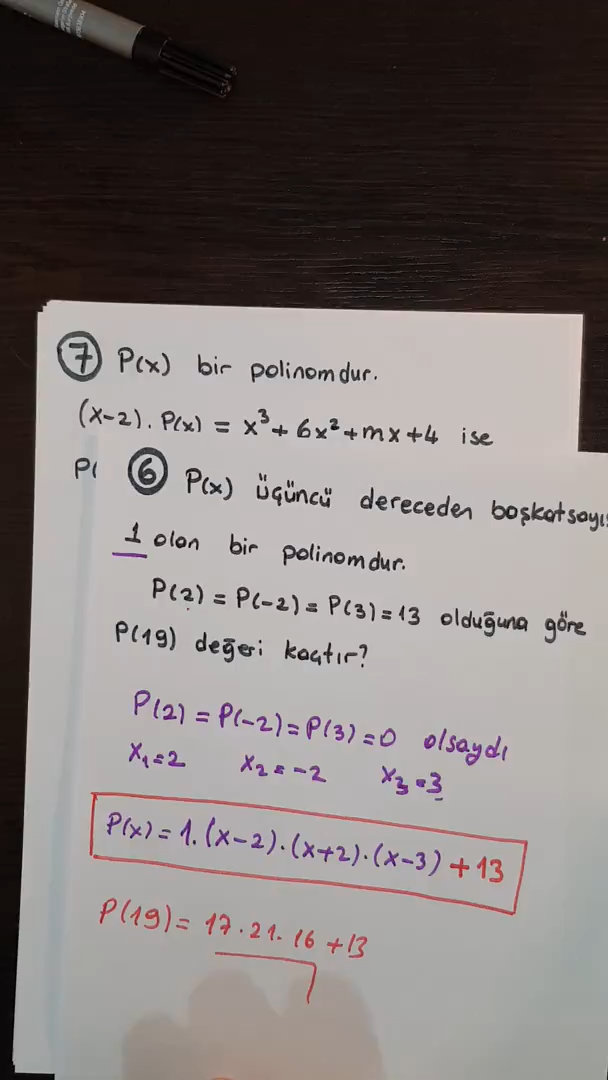 7 P(x) bir polinomdur.
(x-2). P(x) = x³ + 6x² + mx + 4 ise
P(
6 P(x) üçüncü dereceden başkatsayıs
1 olan bir polinomdur.
P(2) = P(-2) = P(3) = 13 olduğuna göre
P(19) değeri kaçtır?
P(2) = P(-2) = P(3) = 0 olsaydı
x₁=2 x₂=-2 x₃=3
P(x) = 1.(x-2).(x+2).(x-3) + 13
P(19) = 17.21.16 + 13